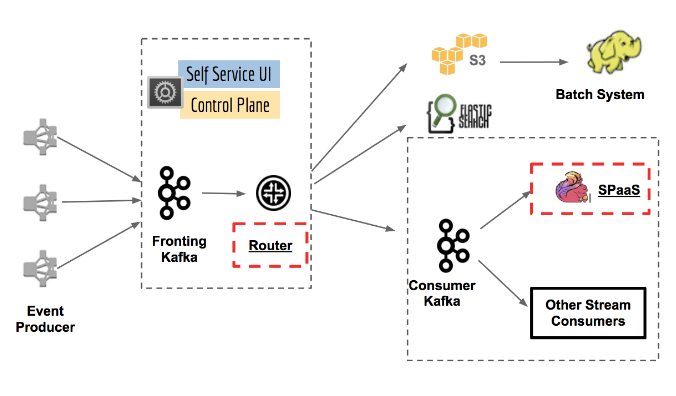 Self Service UI
Control Plane
Fronting
Kafka
Router
Event
Producer
S3
Batch System
ELASTIC
SEARCH
Consumer
Kafka
SPaaS
Other Stream
Consumers